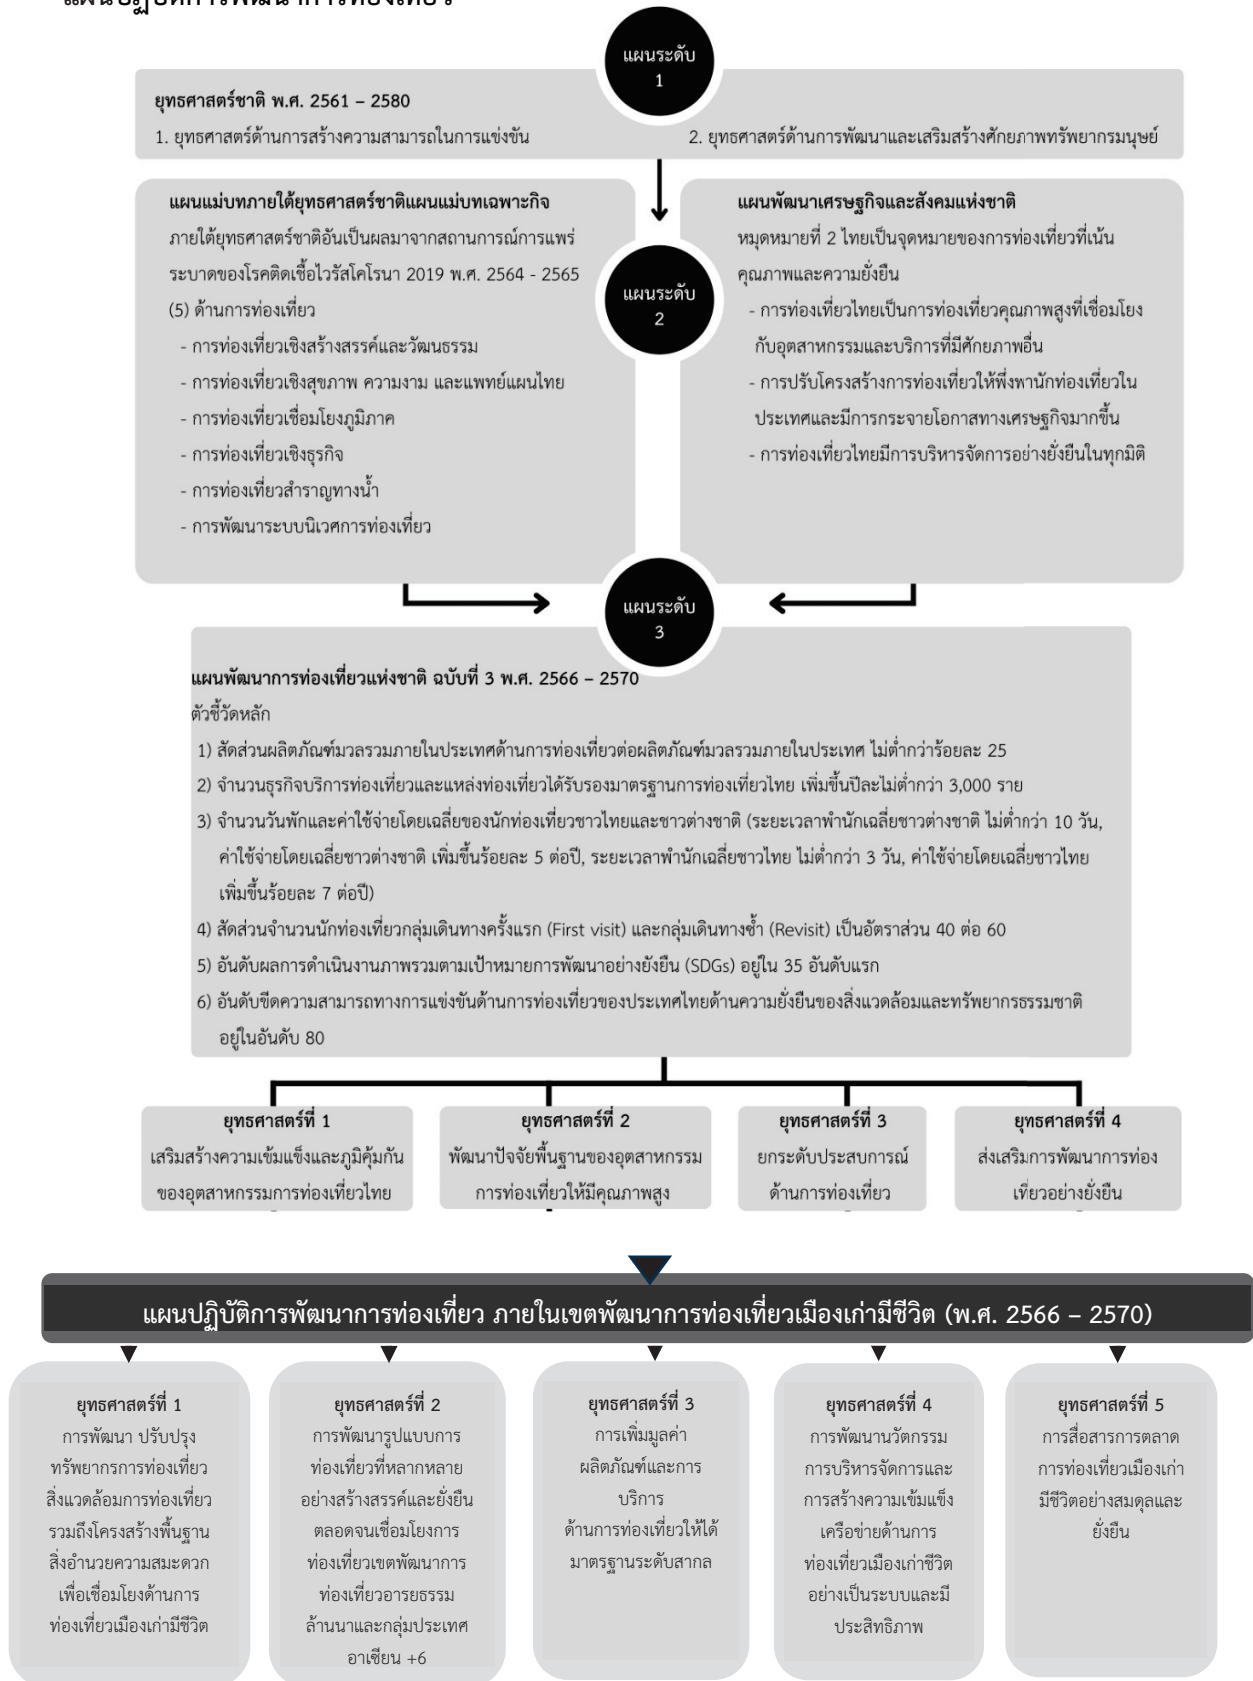 แผนปฏิบัติการพัฒนาการท่องเที่ยว
แผนระดับ
1
ยุทธศาสตร์ชาติ พ.ศ. 2561 – 2580
1. ยุทธศาสตร์ด้านการสร้างความสามารถในการแข่งขัน
2. ยุทธศาสตร์ด้านการพัฒนาและเสริมสร้างศักยภาพทรัพยากรมนุษย์
แผนแม่บทภายใต้ยุทธศาสตร์ชาติแผนแม่บทเฉพาะกิจ
ภายใต้ยุทธศาสตร์ชาติอันเป็นผลมาจากสถานการณ์การแพร่
ระบาดของโรคติดเชื้อไวรัสโคโรนา 2019 พ.ศ. 2564 - 2565
(5) ด้านการท่องเที่ยว
- การท่องเที่ยวเชิงสร้างสรรค์และวัฒนธรรม
- การท่องเที่ยวเชิงสุขภาพ ความงาม และแพทย์แผนไทย
- การท่องเที่ยวเชื่อมโยงภูมิภาค
- การท่องเที่ยวเชิงธุรกิจ
- การท่องเที่ยวสำราญทางน้ำ
- การพัฒนาระบบนิเวศการท่องเที่ยว
แผนระดับ
2
แผนพัฒนาเศรษฐกิจและสังคมแห่งชาติ
หมุดหมายที่ 2 ไทยเป็นจุดหมายของการท่องเที่ยวที่เน้น
คุณภาพและความยั่งยืน
- การท่องเที่ยวไทยเป็นการท่องเที่ยวคุณภาพสูงที่เชื่อมโยง
กับอุตสาหกรรมและบริการที่มีศักยภาพอื่น
- การปรับโครงสร้างการท่องเที่ยวให้พึ่งพานักท่องเที่ยวใน
ประเทศและมีการกระจายโอกาสทางเศรษฐกิจมากขึ้น
- การท่องเที่ยวไทยมีการบริหารจัดการอย่างยั่งยืนในทุกมิติ
แผนระดับ
3
แผนพัฒนาการท่องเที่ยวแห่งชาติ ฉบับที่ 3 พ.ศ. 2566 – 2570
ตัวชี้วัดหลัก
1) สัดส่วนผลิตภัณฑ์มวลรวมภายในประเทศด้านการท่องเที่ยวต่อผลิตภัณฑ์มวลรวมภายในประเทศ ไม่ต่ำกว่าร้อยละ 25
2) จำนวนธุรกิจบริการท่องเที่ยวและแหล่งท่องเที่ยวได้รับรองมาตรฐานการท่องเที่ยวไทย เพิ่มขึ้นปีละไม่ต่ำกว่า 3,000 ราย
3) จำนวนวันพักและค่าใช้จ่ายโดยเฉลี่ยของนักท่องเที่ยวชาวไทยและชาวต่างชาติ (ระยะเวลาพำนักเฉลี่ยชาวต่างชาติ ไม่ต่ำกว่า 10 วัน,
ค่าใช้จ่ายโดยเฉลี่ยชาวต่างชาติ เพิ่มขึ้นร้อยละ 5 ต่อปี, ระยะเวลาพำนักเฉลี่ยชาวไทย ไม่ต่ำกว่า 3 วัน, ค่าใช้จ่ายโดยเฉลี่ยชาวไทย
เพิ่มขึ้นร้อยละ 7 ต่อปี)
4) สัดส่วนจำนวนนักท่องเที่ยวกลุ่มเดินทางครั้งแรก (First visit) และกลุ่มเดินทางซ้ำ (Revisit) เป็นอัตราส่วน 40 ต่อ 60
5) อันดับผลการดำเนินงานภาพรวมตามเป้าหมายการพัฒนาอย่างยั่งยืน (SDGs) อยู่ใน 35 อันดับแรก
6) อันดับขีดความสามารถทางการแข่งขันด้านการท่องเที่ยวของประเทศไทยด้านความยั่งยืนของสิ่งแวดล้อมและทรัพยากรธรรมชาติ
อยู่ในอันดับ 80
ยุทธศาสตร์ที่ 1
เสริมสร้างความเข้มแข็งและภูมิคุ้มกัน
ของอุตสาหกรรมการท่องเที่ยวไทย
ยุทธศาสตร์ที่ 2
พัฒนาปัจจัยพื้นฐานของอุตสาหกรรม
การท่องเที่ยวให้มีคุณภาพสูง
ยุทธศาสตร์ที่ 3
ยกระดับประสบการณ์
ด้านการท่องเที่ยว
ยุทธศาสตร์ที่ 4
ส่งเสริมการพัฒนาการท่อง
เที่ยวอย่างยั่งยืน
แผนปฏิบัติการพัฒนาการท่องเที่ยว ภายในเขตพัฒนาการท่องเที่ยวเมืองเก่ามีชีวิต (พ.ศ. 2566 – 2570)
ยุทธศาสตร์ที่ 1
การพัฒนา ปรับปรุง
ทรัพยากรการท่องเที่ยว
สิ่งแวดล้อมการท่องเที่ยว
รวมถึงโครงสร้างพื้นฐาน
สิ่งอำนวยความสะดวก
เพื่อเชื่อมโยงด้านการ
ท่องเที่ยวเมืองเก่ามีชีวิต
ยุทธศาสตร์ที่ 2
การพัฒนารูปแบบการ
ท่องเที่ยวที่หลากหลาย
อย่างสร้างสรรค์และยั่งยืน
ตลอดจนเชื่อมโยงการ
ท่องเที่ยวเขตพัฒนาการ
ท่องเที่ยวอารยธรรม
ล้านนาและกลุ่มประเทศ
อาเซียน +6
ยุทธศาสตร์ที่ 3
การเพิ่มมูลค่า
ผลิตภัณฑ์และการ
บริการ
ด้านการท่องเที่ยวให้ได้
มาตรฐานระดับสากล
ยุทธศาสตร์ที่ 4
การพัฒนานวัตกรรม
การบริหารจัดการและ
การสร้างความเข้มแข็ง
เครือข่ายด้านการ
ท่องเที่ยวเมืองเก่าชีวิต
อย่างเป็นระบบและมี
ประสิทธิภาพ
ยุทธศาสตร์ที่ 5
การสื่อสารการตลาด
การท่องเที่ยวเมืองเก่า
มีชีวิตอย่างสมดุลและ
ยั่งยืน